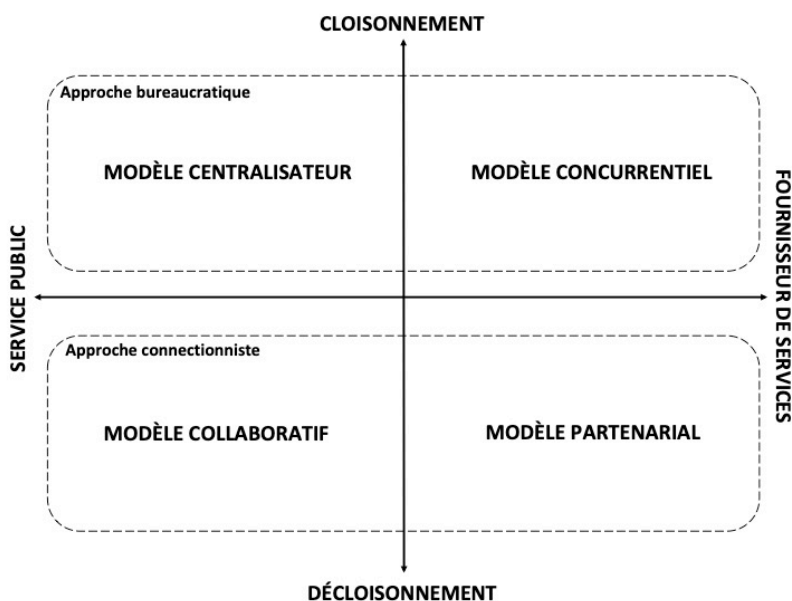 CLOISONNEMENT
Approche bureaucratique
MODÈLE CENTRALISATEUR
MODÈLE CONCURRENTIEL
SERVICE PUBLIC
FOURNISSEUR DE SERVICES
Approche connectionniste
MODÈLE COLLABORATIF
MODÈLE PARTENARIAL
DÉCLOISONNEMENT